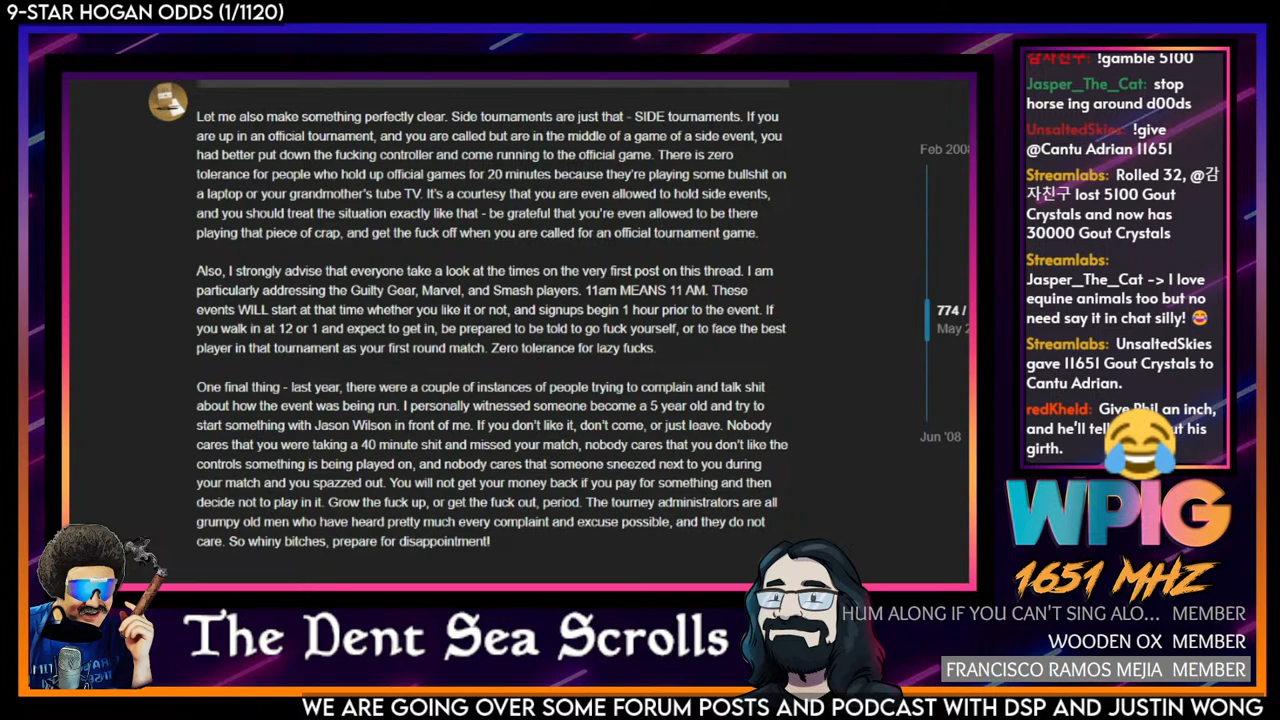 9-STAR HOGAN ODDS (1/1120)
Let me also make something perfectly clear. Side tournaments are just that - SIDE tournaments. If you
are up in an official tournament, and you are called but are in the middle of a game of a side event, you
had better put down the fucking controller and come running to the official game. There is zero
tolerance for people who hold up official games for 20 minutes because they're playing some bullshit on
a laptop or your grandmother's tube TV. It's a courtesy that you are even allowed to hold side events,
and you should treat the situation exactly like that - be grateful that you're even allowed to be there
playing that piece of crap, and get the fuck off when you are called for an official tournament game.
Also, I strongly advise that everyone take a look at the times on the very first post on this thread. I am
particularly addressing the Guilty Gear, Marvel, and Smash players. 11am MEANS 11 AM. These
events WILL start at that time whether you like it or not, and signups begin 1 hour prior to the event. If
you walk in at 12 or 1 and expect to get in, be prepared to be told to go fuck yourself, or to face the best
player in that tournament as your first round match. Zero tolerance for lazy fucks.
One final thing - last year, there were a couple of instances of people trying to complain and talk shit
about how the event was being run. I personally witnessed someone become a 5 year old and try to
start something with Jason Wilson in front of me. If you don't like it, don't come, or just leave. Nobody
cares that you were taking a 40 minute shit and missed your match, nobody cares that you don't like the
controls something is being played on, and nobody cares that someone sneezed next to you during
your match and you spazzed out. You will not get your money back if you pay for something and then
decide not to play in it. Grow the fuck up, or get the fuck out, period. The tourney administrators are all
grumpy old men who have heard pretty much every complaint and excuse possible, and they do not
care. So whiny bitches, prepare for disappointment!
Feb 2008
774 /
May 2
Jun '08
감자친구: !gamble 5100
Jasper_The_Cat: stop
horse ing around d00ds
UnsaltedSkies: !give
@Cantu Adrian 11651
Streamlabs: Rolled 32, @감
자친구 lost 5100 Gout
Crystals and now has
30000 Gout Crystals
Streamlabs:
Jasper_The_Cat -> I love
equine animals too but no
need say it in chat silly! 😂
Streamlabs: UnsaltedSkies
gave 11651 Gout Crystals to
Cantu Adrian.
redKheld: Give Phil an inch,
and he'll tell his
girth.
WPIG
1651 MHZ
HUM ALONG IF YOU CAN'T SING ALO... MEMBER
WOODEN OX MEMBER
FRANCISCO RAMOS MEJIA MEMBER
The Dent Sea Scrolls
WE ARE GOING OVER SOME FORUM POSTS AND PODCAST WITH DSP AND JUSTIN WONG